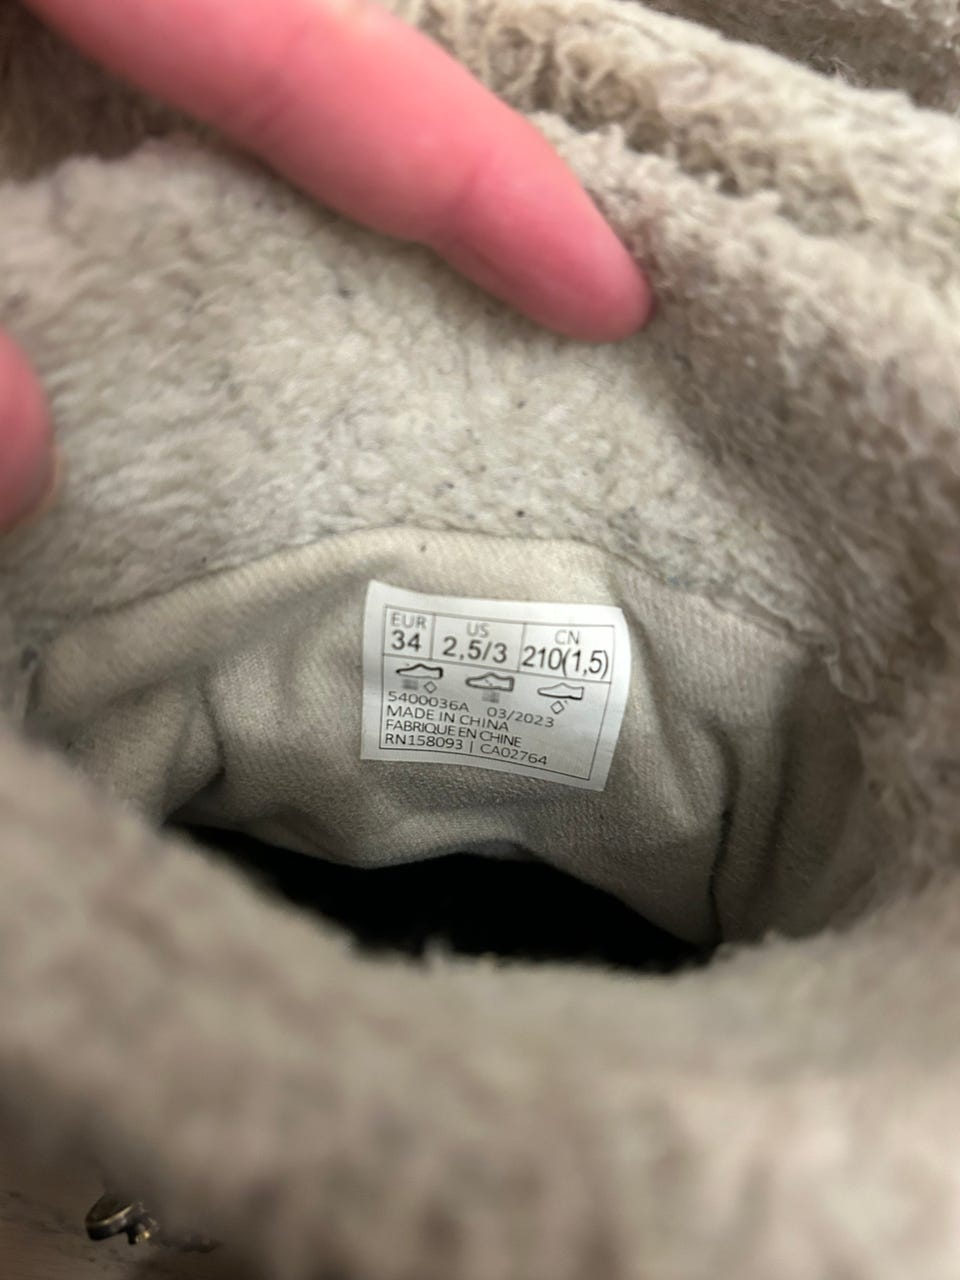 EUR US CN
34 2,5/3 210(1,5)
5400036A 03/2023
MADE IN CHINA
FABRIQUE EN CHINE
RN158093 | CA02764